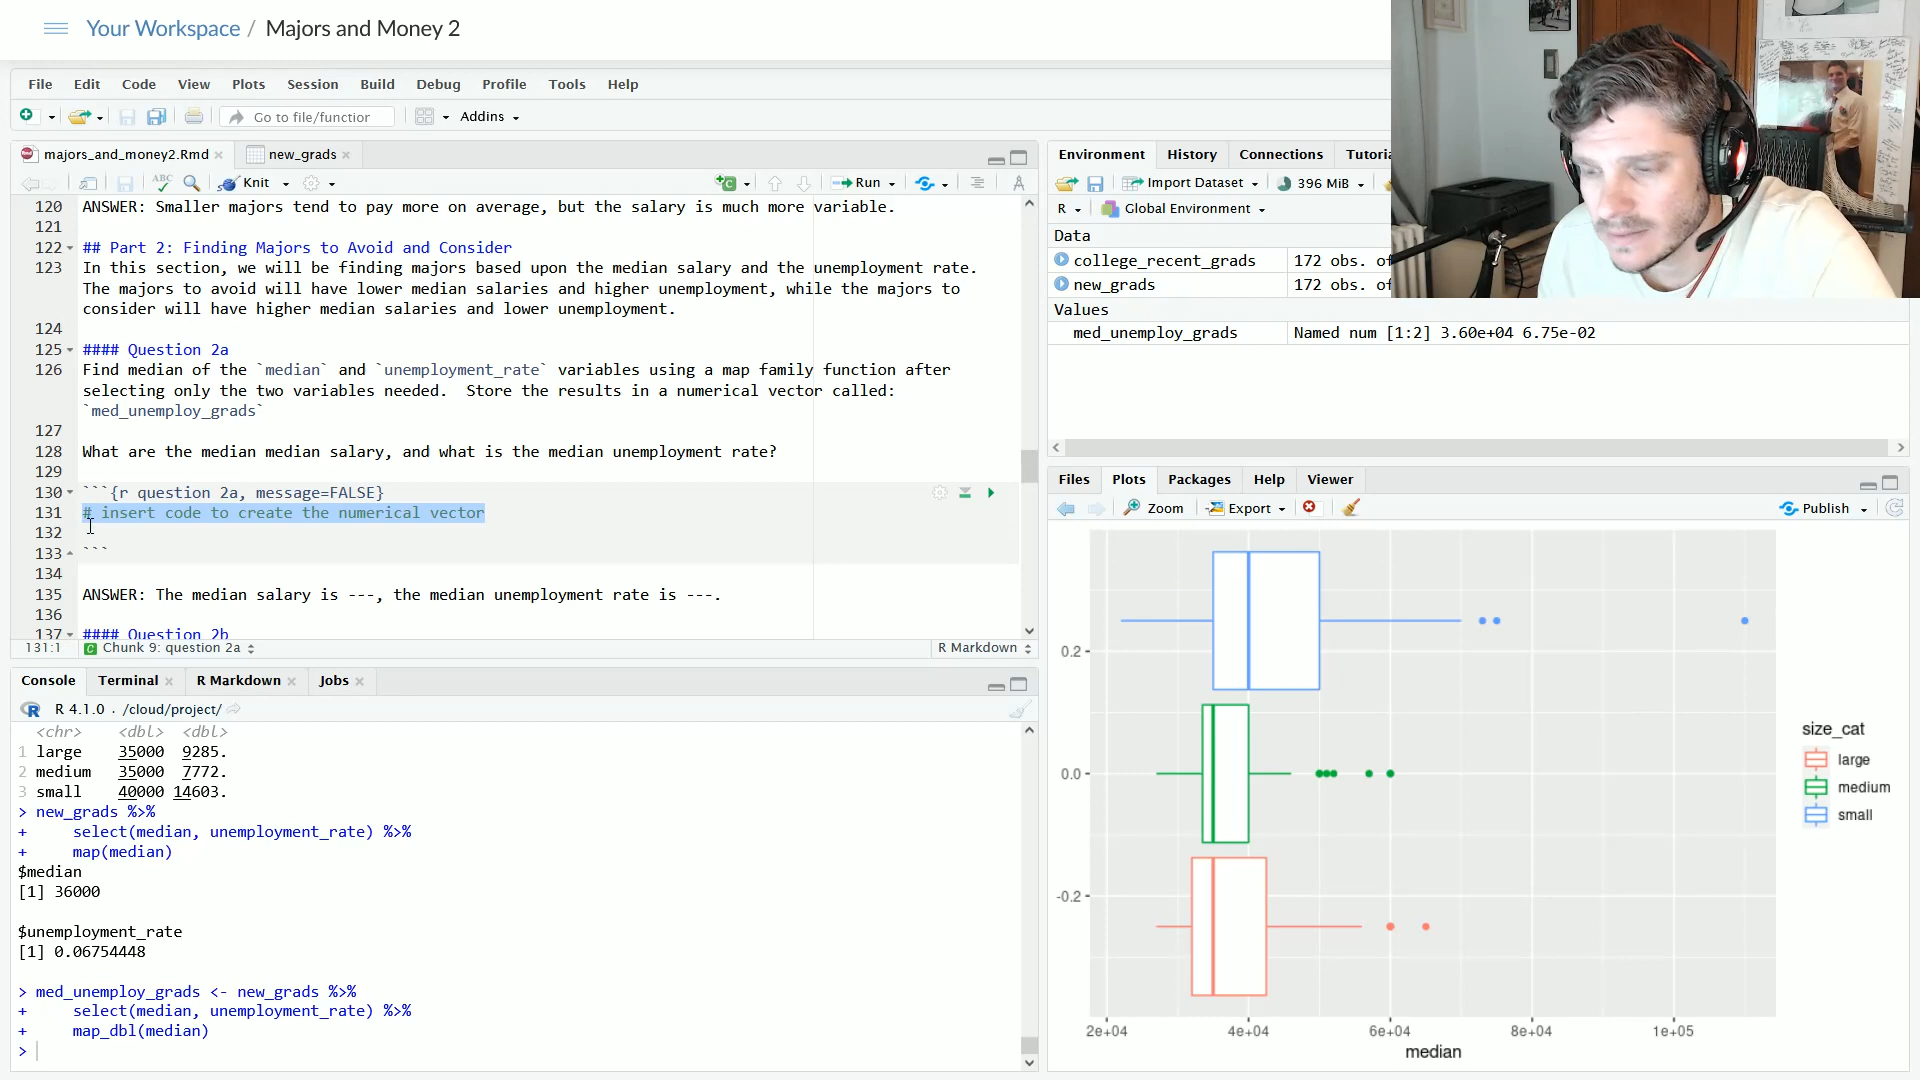 Your Workspace / Majors and Money 2
File Edit Code View Plots Session Build Debug Profile Tools Help
Go to file/function Addins
majors_and_money2.Rmd new_grads
ABC Knit Run
120 ANSWER: Smaller majors tend to pay more on average, but the salary is much more variable.
121
122 ## Part 2: Finding Majors to Avoid and Consider
123 In this section, we will be finding majors based upon the median salary and the unemployment rate.
The majors to avoid will have lower median salaries and higher unemployment, while the majors to
consider will have higher median salaries and lower unemployment.
124
125 #### Question 2a
126 Find median of the `median` and `unemployment_rate` variables using a map family function after
selecting only the two variables needed. Store the results in a numerical vector called:
`med_unemploy_grads`
127
128 What are the median median salary, and what is the median unemployment rate?
129
130 ```{r question 2a, message=FALSE}
131 # insert code to create the numerical vector
132
133 ```
134
135 ANSWER: The median salary is ---, the median unemployment rate is ---.
136
137 #### Question 2b
131:1 Chunk 9: question 2a R Markdown
Console Terminal R Markdown Jobs
R 4.1.0 . /cloud/project/
<chr> <dbl> <dbl>
1 large 35000 9285.
2 medium 35000 7772.
3 small 40000 14603.
> new_grads %>%
+ select(median, unemployment_rate) %>%
+ map(median)
$median
[1] 36000
$unemployment_rate
[1] 0.06754448
> med_unemploy_grads <- new_grads %>%
+ select(median, unemployment_rate) %>%
+ map_dbl(median)
>
Environment History Connections Tutoria
Import Dataset 396 MiB
R Global Environment
Data
college_recent_grads 172 obs. of
new_grads 172 obs. of
Values
med_unemploy_grads Named num [1:2] 3.60e+04 6.75e-02
Files Plots Packages Help Viewer
Zoom Export Publish
0.2
0.0
-0.2
2e+04 4e+04 6e+04 8e+04 1e+05
median
size_cat
large
medium
small